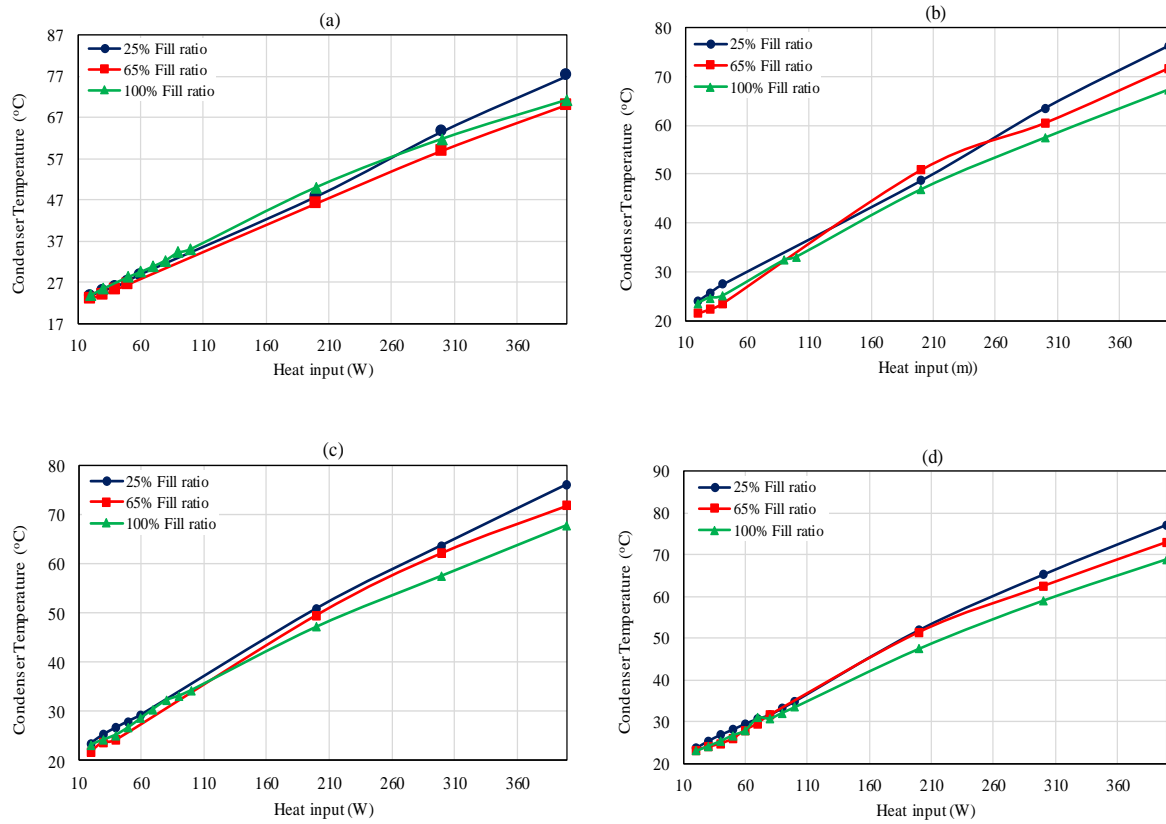 (a)
87
77
67
57
47
37
27
17
25% Fill ratio
65% Fill ratio
100% Fill ratio
Condenser Temperature (°C)
10 60 110 160 210 260 310 360
Heat input (W)
(b)
80
70
60
50
40
30
20
25% Fill ratio
65% Fill ratio
100% Fill ratio
Condenser Temperature (°C)
10 60 110 160 210 260 310 360
Heat input (m))
(c)
80
70
60
50
40
30
20
25% Fill ratio
65% Fill ratio
100% Fill ratio
Condenser Temperature (°C)
10 60 110 160 210 260 310 360
Heat input (W)
(d)
90
80
70
60
50
40
30
20
25% Fill ratio
65% Fill ratio
100% Fill ratio
Condenser Temperature (°C)
10 60 110 160 210 260 310 360
Heat input (W)